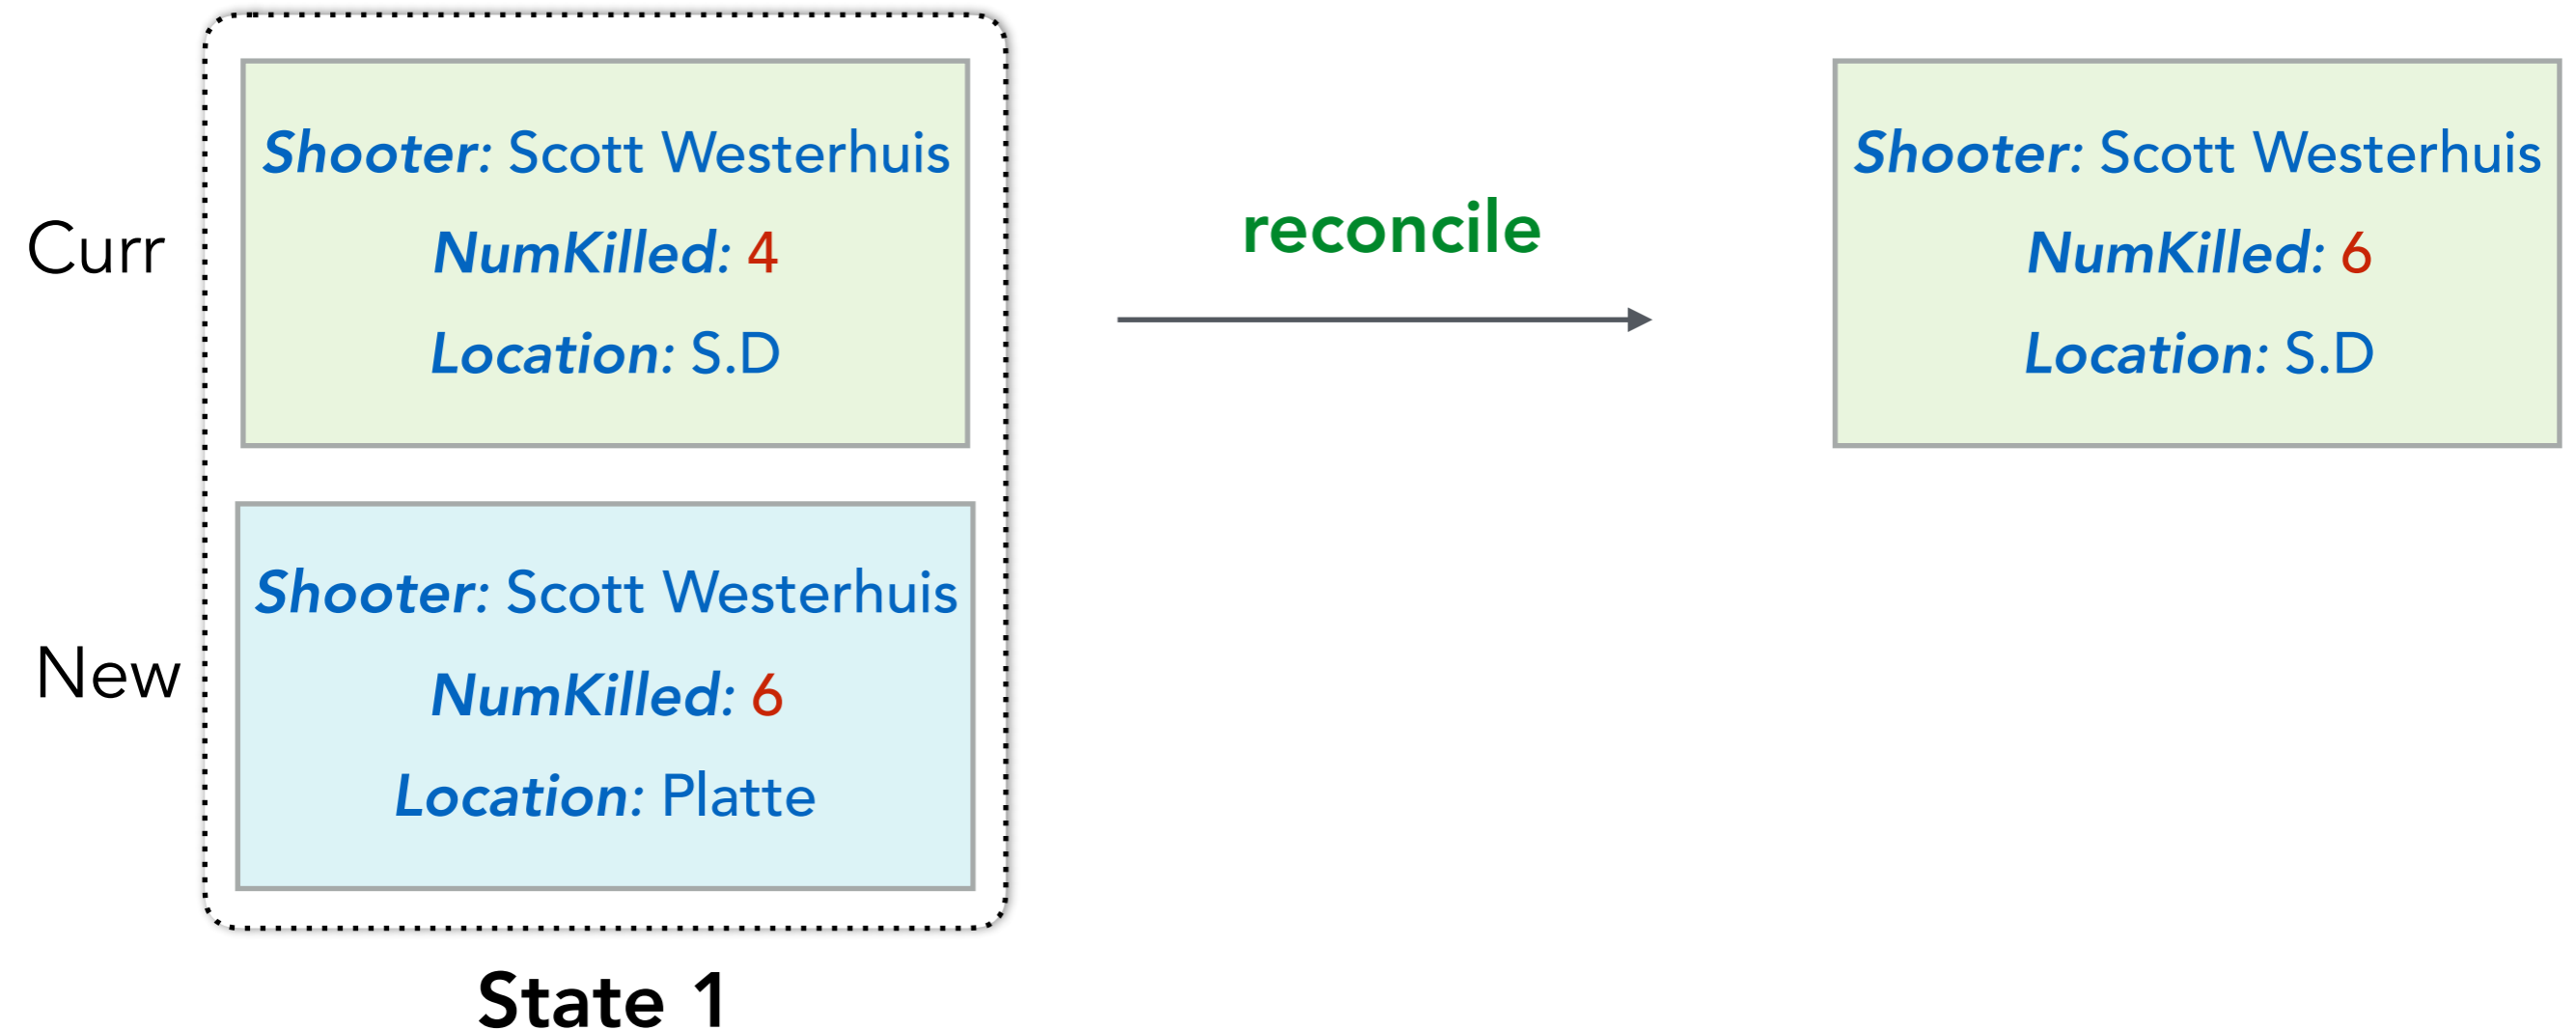 Curr
Shooter: Scott Westerhuis
NumKilled: 4
Location: S.D
New
Shooter: Scott Westerhuis
NumKilled: 6
Location: Platte
State 1
reconcile
Shooter: Scott Westerhuis
NumKilled: 6
Location: S.D